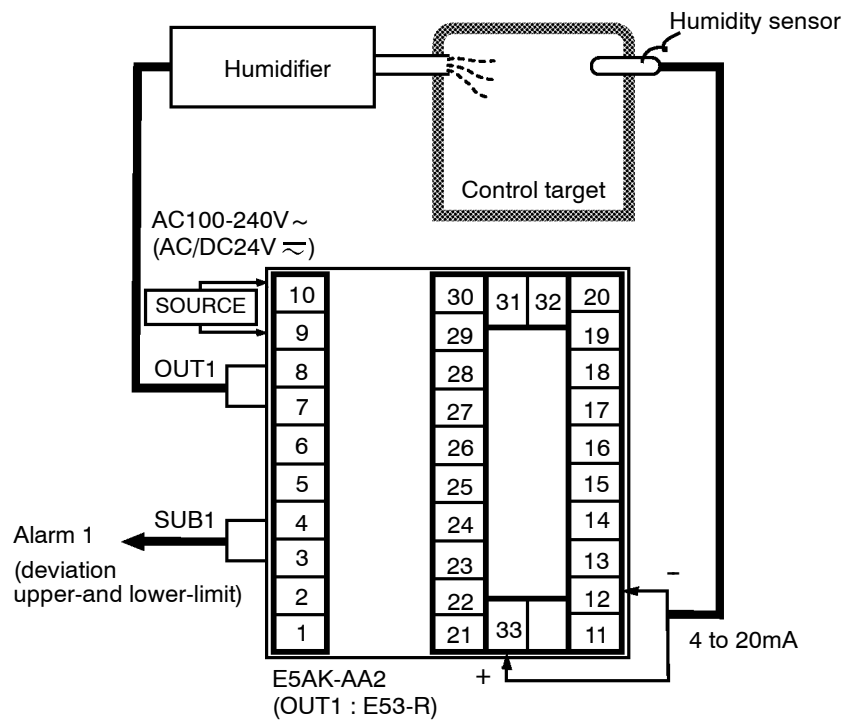 Humidity sensor
Humidifier
Control target
AC100-240V ~
(AC/DC24V ⎓)
SOURCE
OUT1
SUB1
Alarm 1
(deviation
upper-and lower-limit)
10
9
8
7
6
5
4
3
2
1
30
29
28
27
26
25
24
23
22
21
31
32
33
20
19
18
17
16
15
14
13
12
11
−
+
4 to 20mA
E5AK-AA2
(OUT1 : E53-R)